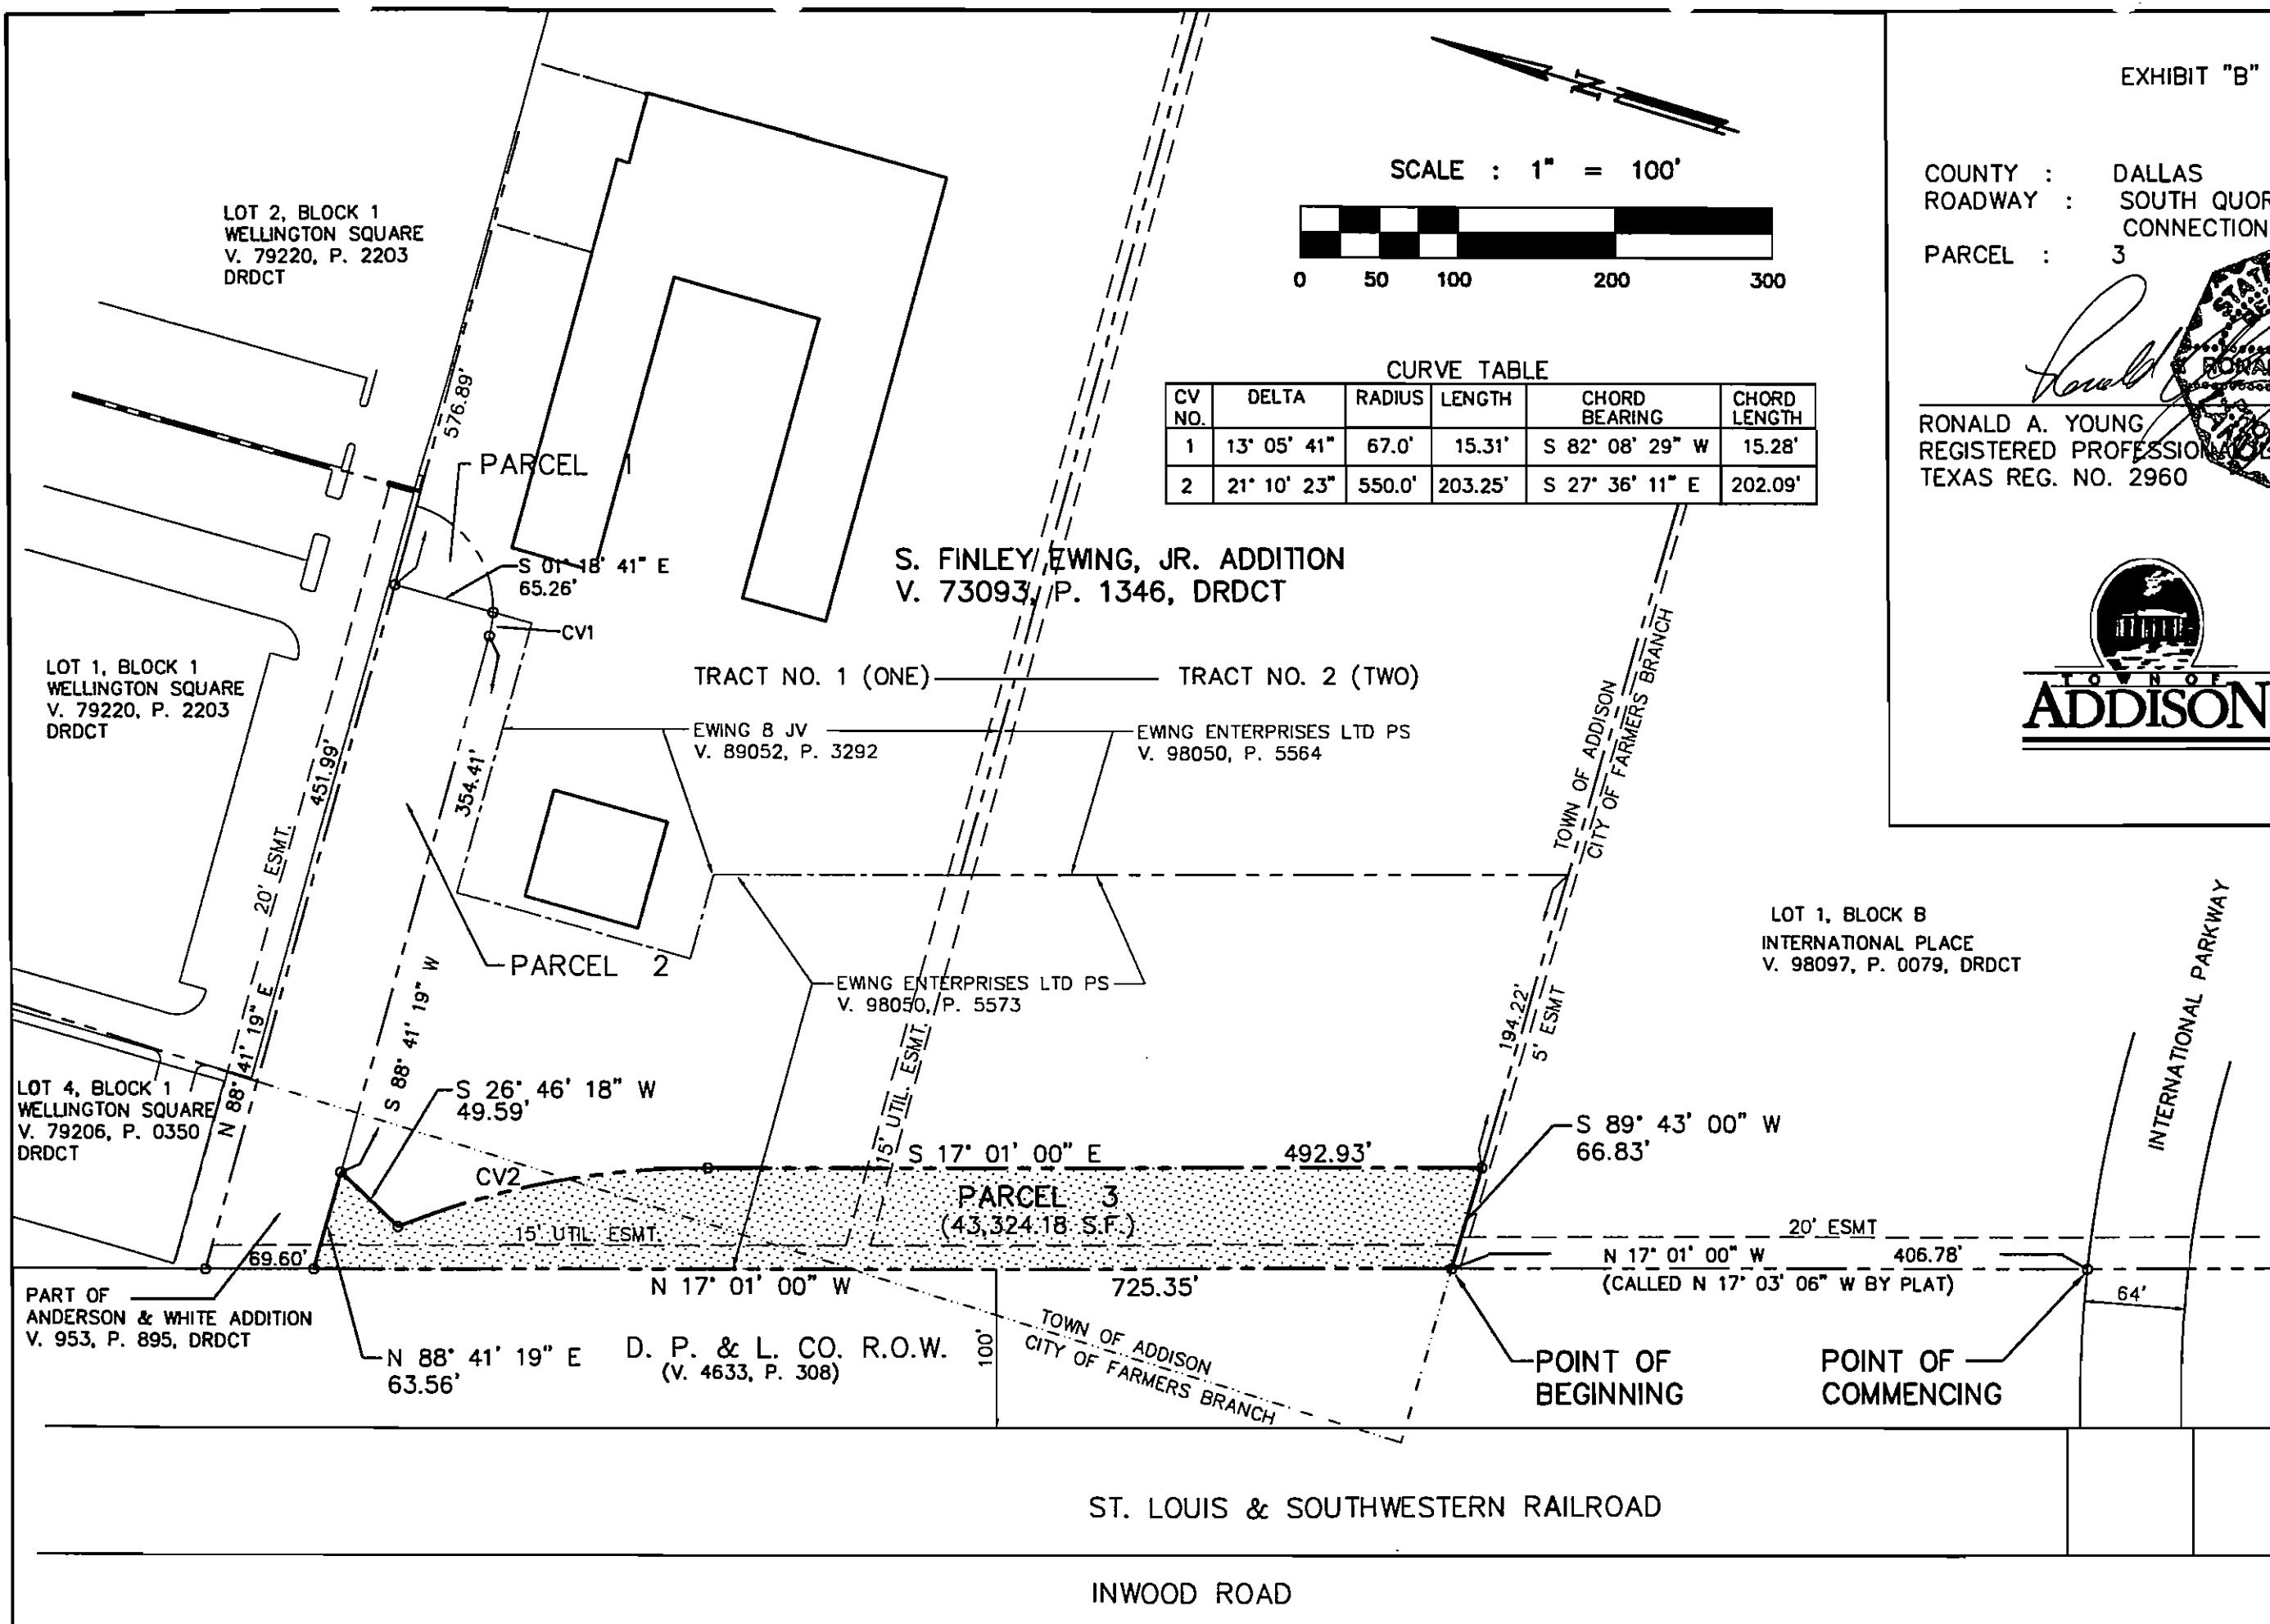 EXHIBIT "B"
SCALE : 1" = 100'
0 50 100 200 300
COUNTY : DALLAS
ROADWAY : SOUTH
CONNECTION
PARCEL : 3
RONALD A. YOUNG
REGISTERED
TEXAS REG. NO. 2960
TOWN OF
ADDISON
CURVE TABLE
CV NO. DELTA RADIUS LENGTH CHORD BEARING CHORD LENGTH
1 13° 05' 41" 67.0' 15.31' S 82° 08' 29" W 15.28'
2 21° 10' 23" 550.0' 203.25' S 27° 36' 11" E 202.09'
N
LOT 2, BLOCK 1
WELLINGTON SQUARE
V. 79220, P. 2203
DRDCT
576.89'
PARCEL 1
S 01° 18' 41" E
65.26'
CV1
S. FINLEY EWING, JR. ADDITION
V. 73093, P. 1346, DRDCT
LOT 1, BLOCK 1
WELLINGTON SQUARE
V. 79220, P. 2203
DRDCT
TRACT NO. 1 (ONE)
TRACT NO. 2 (TWO)
EWING 8 JV
V. 89052, P. 3292
EWING ENTERPRISES LTD PS
V. 98050, P. 5564
TOWN OF ADDISON
CITY OF FARMERS BRANCH
451.99'
354.41'
20' ESMT.
PARCEL 2
EWING ENTERPRISES LTD PS
V. 98050, P. 5573
LOT 1, BLOCK B
INTERNATIONAL PLACE
V. 98097, P. 0079, DRDCT
INTERNATIONAL PARKWAY
194.22'
5' ESMT
N 88° 41' 19" E
S 88° 41' 19" W
15' UTIL. ESMT.
LOT 4, BLOCK 1
WELLINGTON SQUARE
V. 79206, P. 0350
DRDCT
S 26° 46' 18" W
49.59'
S 89° 43' 00" W
66.83'
S 17° 01' 00" E 492.93'
CV2
PARCEL 3
(43,324.18 S.F.)
15' UTIL. ESMT.
20' ESMT
69.60'
N 17° 01' 00" W 406.78'
(CALLED N 17° 03' 06" W BY PLAT)
64'
N 17° 01' 00" W 725.35'
PART OF
ANDERSON & WHITE ADDITION
V. 953, P. 895, DRDCT
N 88° 41' 19" E
63.56'
D. P. & L. CO. R.O.W.
(V. 4633, P. 308)
100'
TOWN OF ADDISON
CITY OF FARMERS BRANCH
POINT OF
BEGINNING
POINT OF
COMMENCING
ST. LOUIS & SOUTHWESTERN RAILROAD
INWOOD ROAD